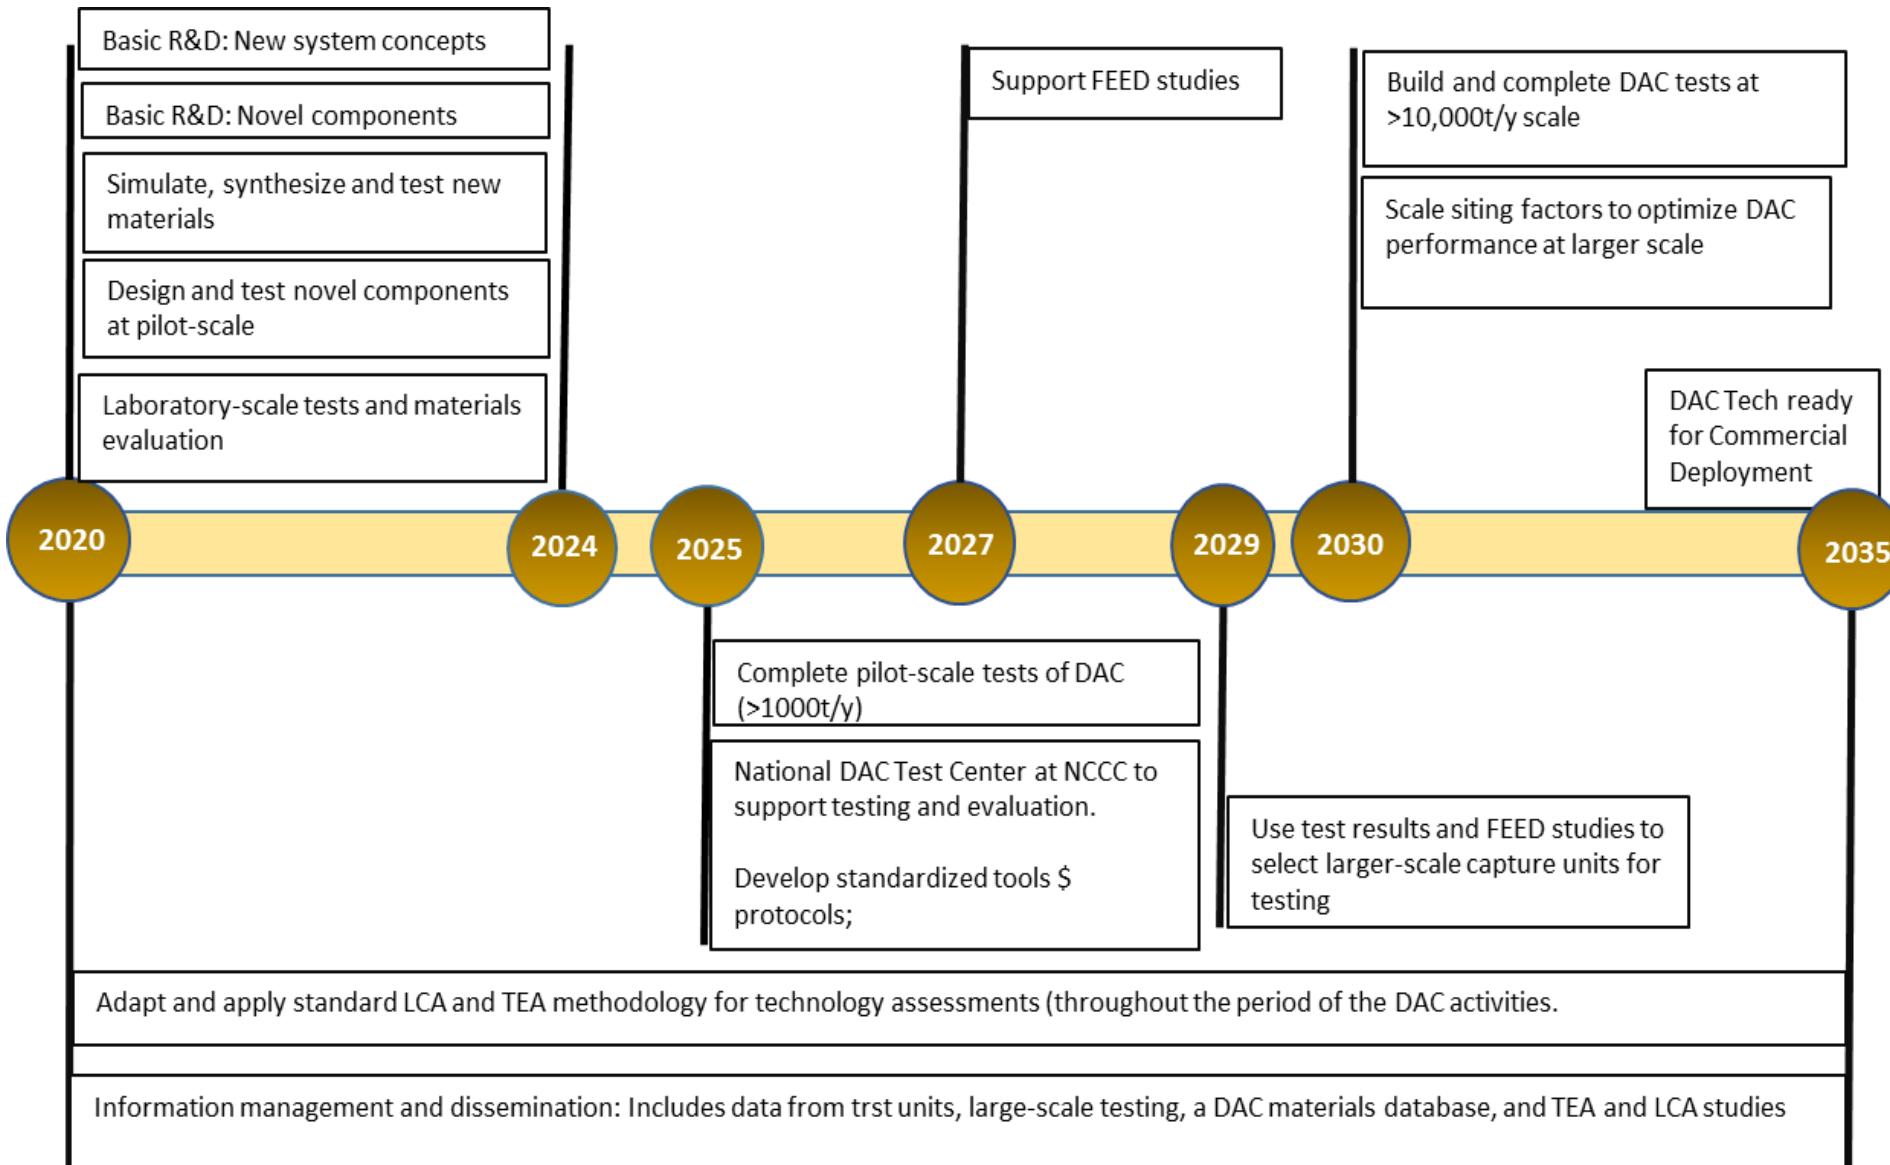 Basic R&D: New system concepts
Basic R&D: Novel components
Simulate, synthesize and test new
materials
Design and test novel components
at pilot-scale
Laboratory-scale tests and materials
evaluation
Support FEED studies
Build and complete DAC tests at
>10,000t/y scale
Scale siting factors to optimize DAC
performance at larger scale
DAC Tech ready
for Commercial
Deployment
2020
2024
2025
2027
2029
2030
2035
Complete pilot-scale tests of DAC
(>1000t/y)
National DAC Test Center at NCCC to
support testing and evaluation.
Develop standardized tools $
protocols;
Use test results and FEED studies to
select larger-scale capture units for
testing
Adapt and apply standard LCA and TEA methodology for technology assessments (throughout the period of the DAC activities.
Information management and dissemination: Includes data from trst units, large-scale testing, a DAC materials database, and TEA and LCA studies